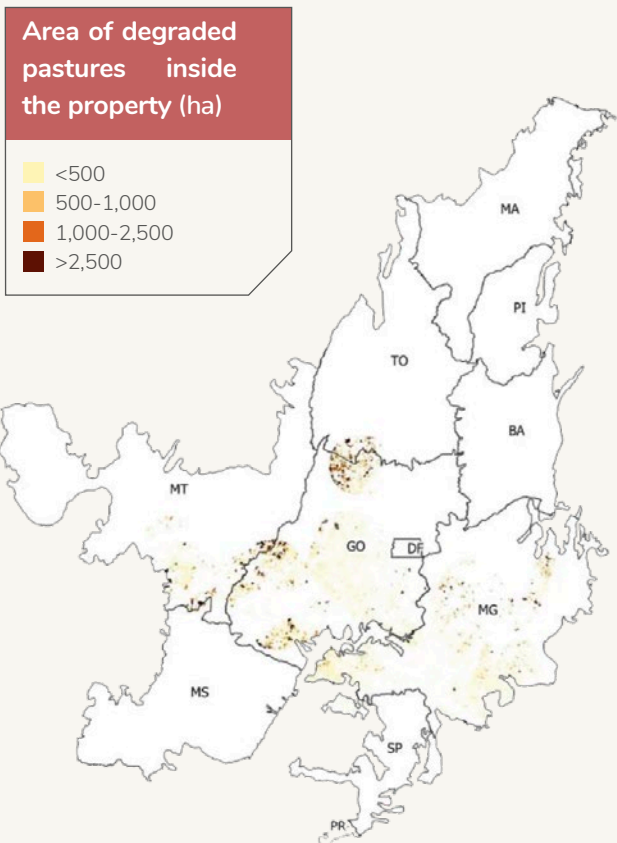 Area of degraded
pastures inside
the property (ha)
<500
500-1,000
1,000-2,500
>2,500
MA
PI
TO
BA
MT
GO
DF
MG
MS
SP
PR